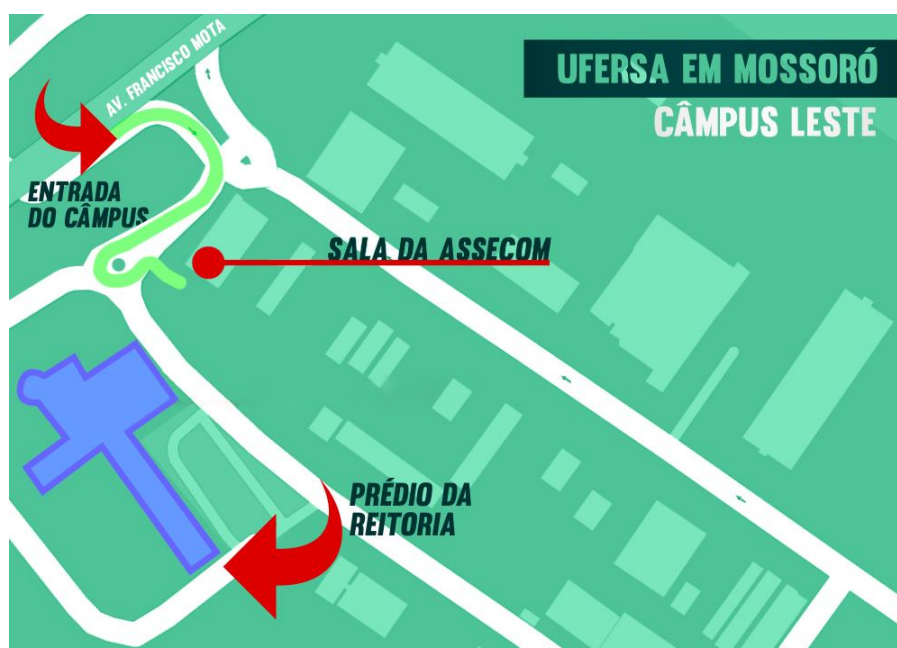 UFERSA EM MOSSORÓ
CÂMPUS LESTE
AV. FRANCISCO MOTA
ENTRADA
DO CÂMPUS
SALA DA ASSECOM
PRÉDIO DA
REITORIA